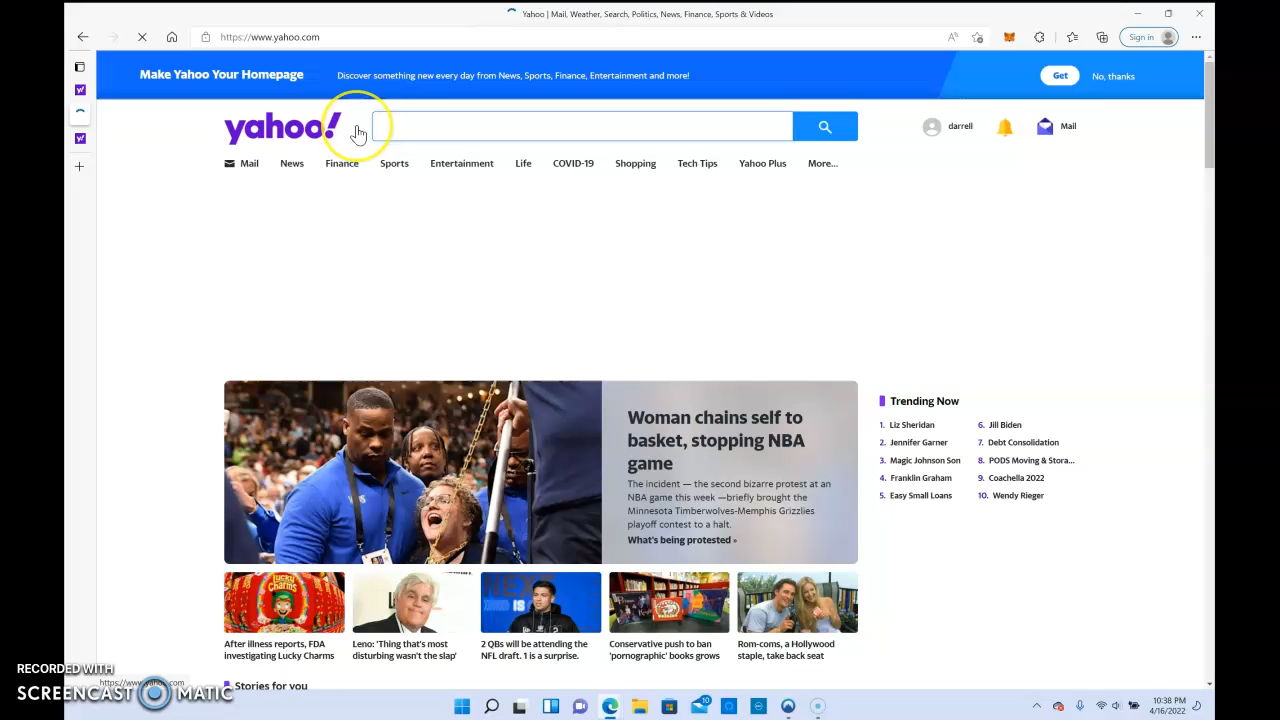 Yahoo | Mail, Weather, Search, Politics, News, Finance, Sports & Videos
https://www.yahoo.com
Sign in
Make Yahoo Your Homepage
Discover something new every day from News, Sports, Finance, Entertainment and more!
Get
No, thanks
yahoo!
darrell
Mail
Mail News Finance Sports Entertainment Life COVID-19 Shopping Tech Tips Yahoo Plus More...
Woman chains self to
basket, stopping NBA
game
The incident — the second bizarre protest at an
NBA game this week —briefly brought the
Minnesota Timberwolves-Memphis Grizzlies
playoff contest to a halt.
What's being protested »
Trending Now
1. Liz Sheridan
2. Jennifer Garner
3. Magic Johnson Son
4. Franklin Graham
5. Easy Small Loans
6. Jill Biden
7. Debt Consolidation
8. PODS Moving & Stora...
9. Coachella 2022
10. Wendy Rieger
LUCKY CHARMS
After illness reports, FDA
investigating Lucky Charms
Leno: 'Thing that's most
disturbing wasn't the slap'
2 QBs will be attending the
NFL draft. 1 is a surprise.
Conservative push to ban
'pornographic' books grows
Rom-coms, a Hollywood
staple, take back seat
Stories for you
https://www.yahoo.com
RECORDED WITH
SCREENCAST MATIC
10
10:38 PM
4/16/2022